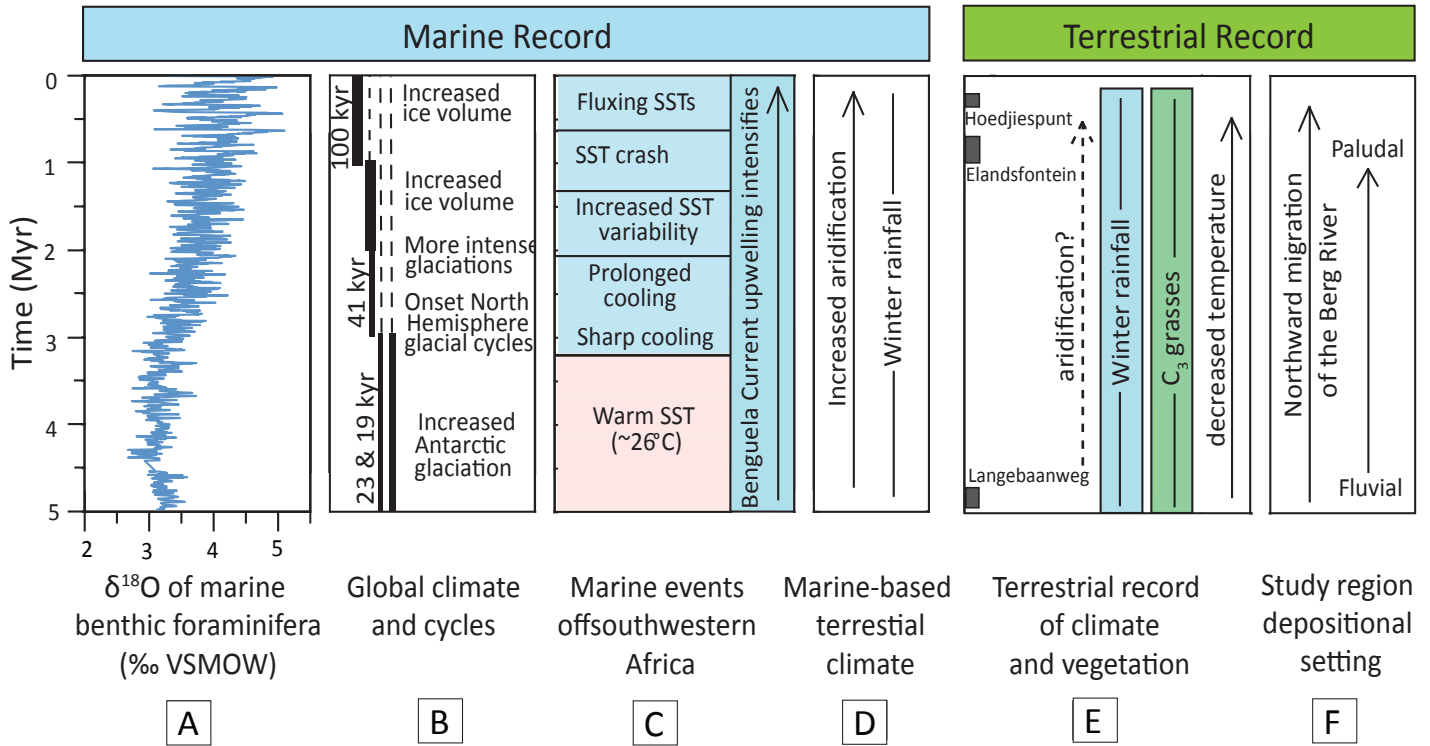 Marine Record
Terrestrial Record
Time (Myr)
0
1
2
3
4
5
2
3
4
5
100 kyr
41 kyr
23 & 19 kyr
Increased
ice volume
Increased
ice volume
More intense
glaciations
Onset North
Hemisphere
glacial cycles
Increased
Antarctic
glaciation
Fluxing SSTs
SST crash
Increased SST
variability
Prolonged
cooling
Sharp cooling
Warm SST
(~26°C)
Benguela Current upwelling intensifies
Increased aridification
Winter rainfall
Hoedjiespunt
Elandsfontein
Langebaanweg
aridification?
Winter rainfall
C₃ grasses
decreased temperature
Northward migration
of the Berg River
Paludal
Fluvial
δ¹⁸O of marine
benthic foraminifera
(‰ VSMOW)
Global climate
and cycles
Marine events
offsouthwestern
Africa
Marine-based
terrestial
climate
Terrestrial record
of climate
and vegetation
Study region
depositional
setting
A
B
C
D
E
F